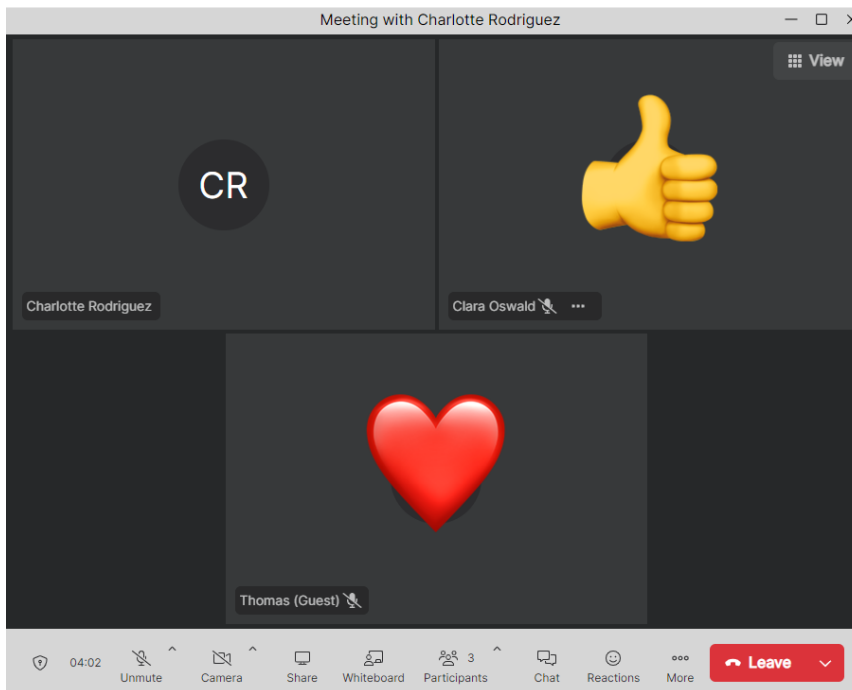 Meeting with Charlotte Rodriguez
View
CR
Charlotte Rodriguez
Clara Oswald
Thomas (Guest)
04:02
Unmute
Camera
Share
Whiteboard
3
Participants
Chat
Reactions
More
Leave